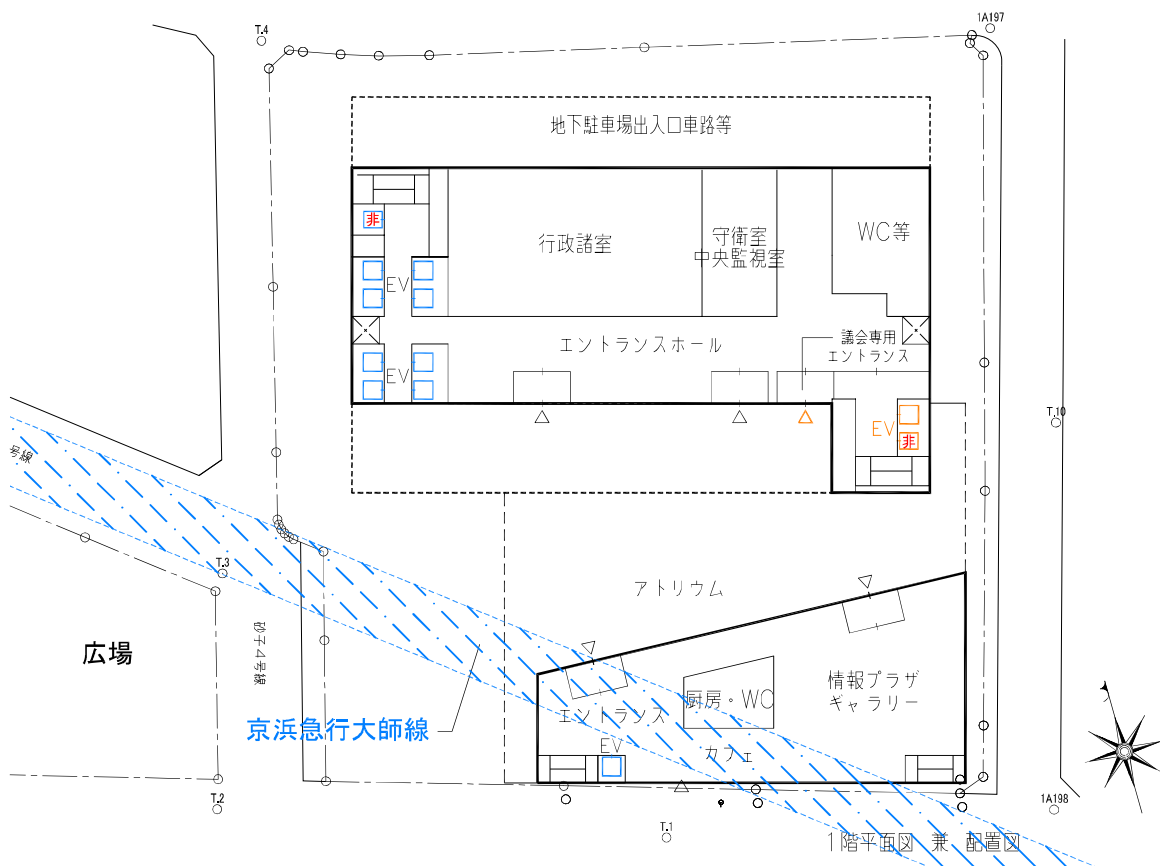 T.4
1A197
地下駐車場出入口車路等
非
行政諸室
守衛室
中央監視室
WC等
EV
エントランスホール
議会専用
エントランス
EV
T.10
EV
非
号線
T.3
アトリウム
広場
砂子4号線
京浜急行大師線
エントランス
EV
厨房・WC
カフェ
情報プラザ
ギャラリー
T.2
T.1
1A198
1階平面図 兼 配置図